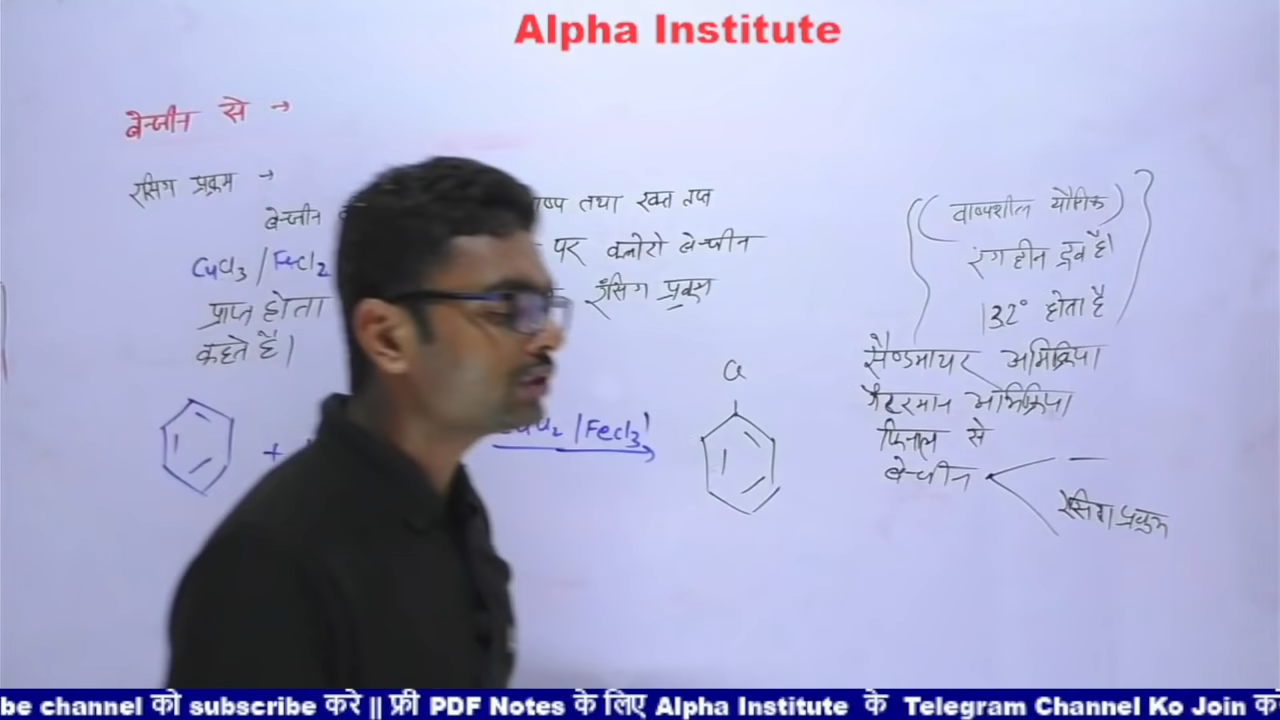 Alpha Institute
बेन्जीन से →
रसिग प्रक्रम →
बेन्जीन
ाष्प तथा रक्त तप्त
CuCl3 / FeCl2
पर क्लोरो बेन्जीन
प्राप्त होता
रंसिग प्रक्रम
कहते है।
Cl
+
CuCl2 / FeCl3
(वाष्पशील यौगिक)
रंगहीन द्रव है।
132° होता है
सैण्डमायर अभिक्रिया
गैटरमान अभिक्रिया
फिनाल से
बेन्जीन
रेसिग प्रक्रम
be channel को subscribe करे || फ्री PDF Notes के लिए Alpha Institute के Telegram Channel Ko Join क